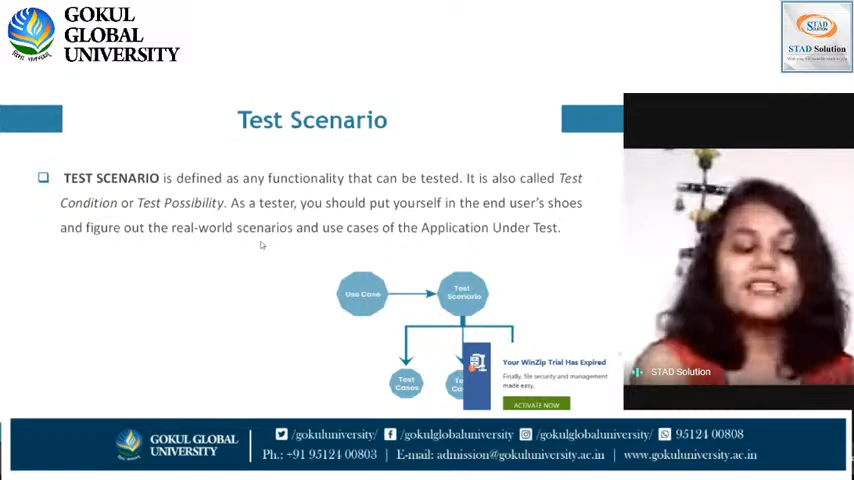 GOKUL
GLOBAL
UNIVERSITY
STAD
SOLUTION
STAD Solution
Test Scenario
TEST SCENARIO is defined as any functionality that can be tested. It is also called Test
Condition or Test Possibility. As a tester, you should put yourself in the end user's shoes
and figure out the real-world scenarios and use cases of the Application Under Test.
Use Case
Test
Scenario
Test
Cases
Your WinZip Trial Has Expired
Finally, file security and management
made easy.
ACTIVATE NOW
STAD Solution
GOKUL GLOBAL
UNIVERSITY
/gokuluniversity/ /gokulglobaluniversity /gokulglobaluniversity/ 95124 00808
Ph.: +91 95124 00803 | E-mail: admission@gokuluniversity.ac.in | www.gokuluniversity.ac.in